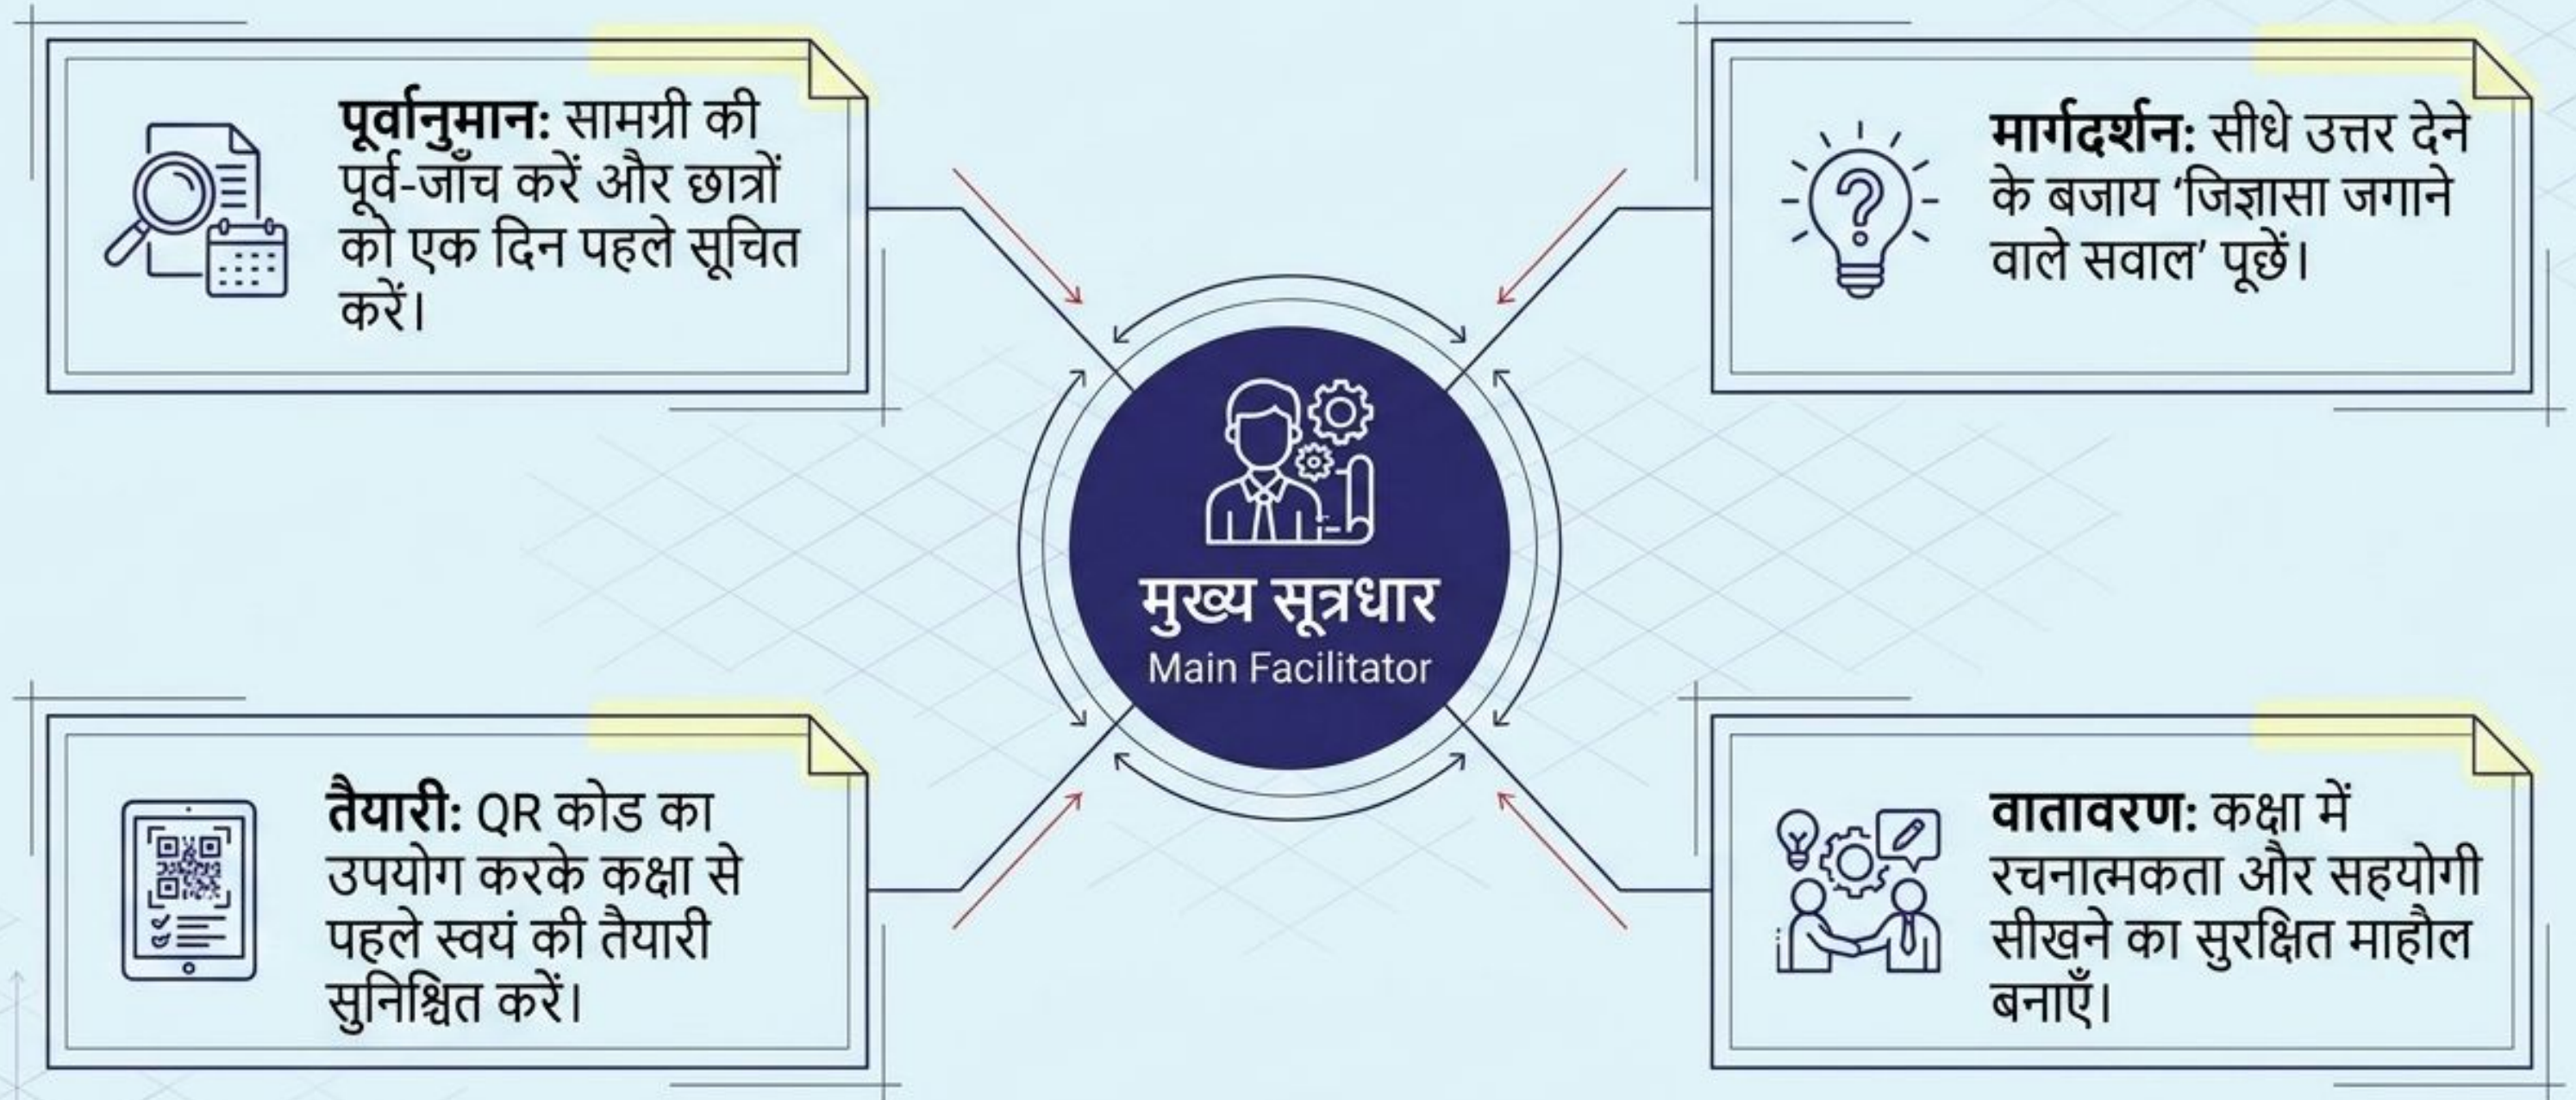 पूर्वानुमान: सामग्री की
पूर्व-जाँच करें और छात्रों
को एक दिन पहले सूचित
करें।
मार्गदर्शन: सीधे उत्तर देने
के बजाय ‘जिज्ञासा जगाने
वाले सवाल’ पूछें।
मुख्य सूत्रधार
Main Facilitator
तैयारी: QR कोड का
उपयोग करके कक्षा से
पहले स्वयं की तैयारी
सुनिश्चित करें।
वातावरण: कक्षा में
रचनात्मकता और सहयोगी
सीखने का सुरक्षित माहौल
बनाएँ।